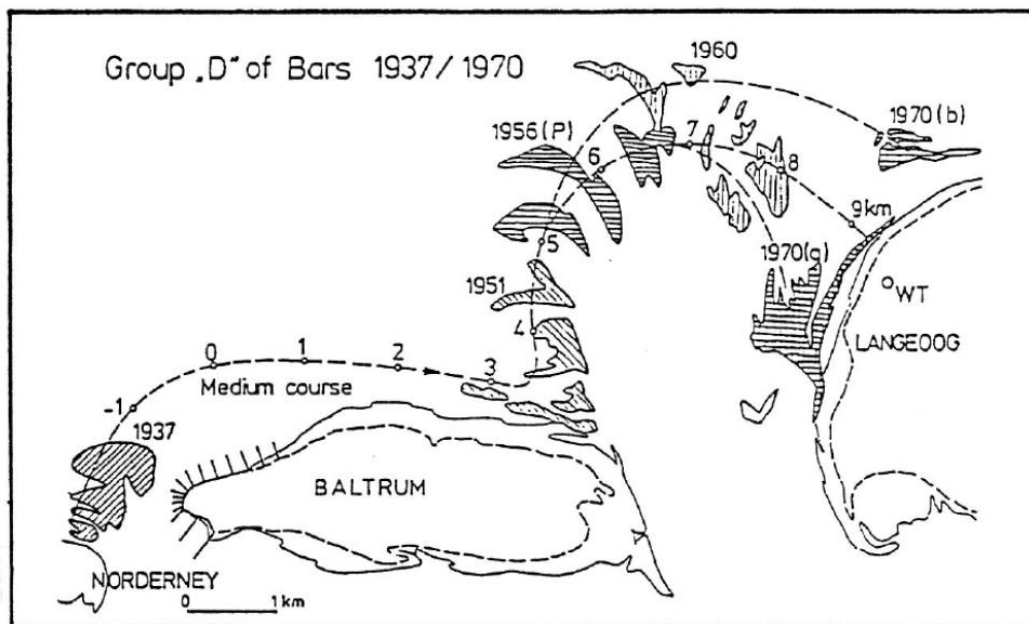 Group „D" of Bars 1937/1970
1960
1956(P)
1970(b)
7
6
8
9km
5
1951
1970(a)
WT
4
LANGEOOG
0
1
2
3
Medium course
-1
1937
BALTRUM
NORDERNEY
0 1km